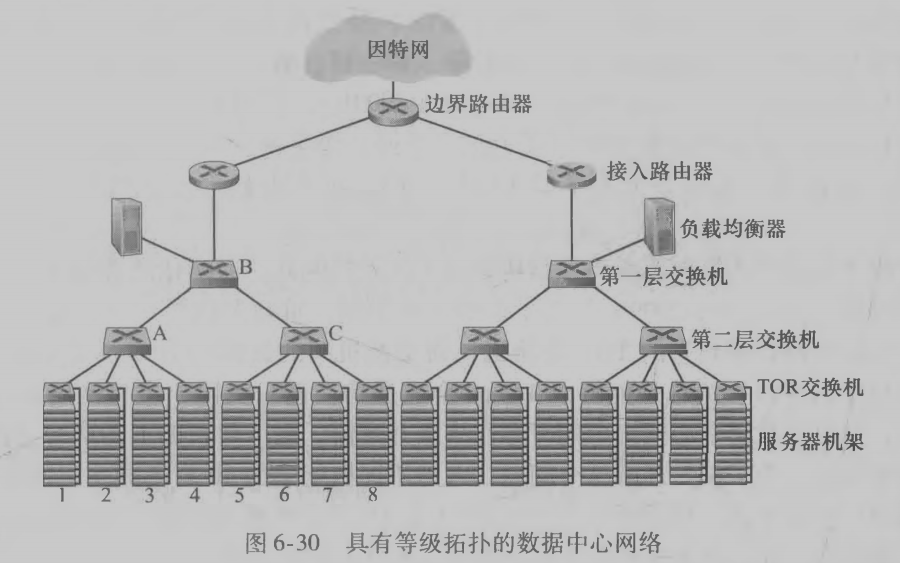 因特网
边界路由器
接入路由器
负载均衡器
B
第一层交换机
A
C
第二层交换机
TOR交换机
服务器机架
1 2 3 4 5 6 7 8
图 6-30 具有等级拓扑的数据中心网络